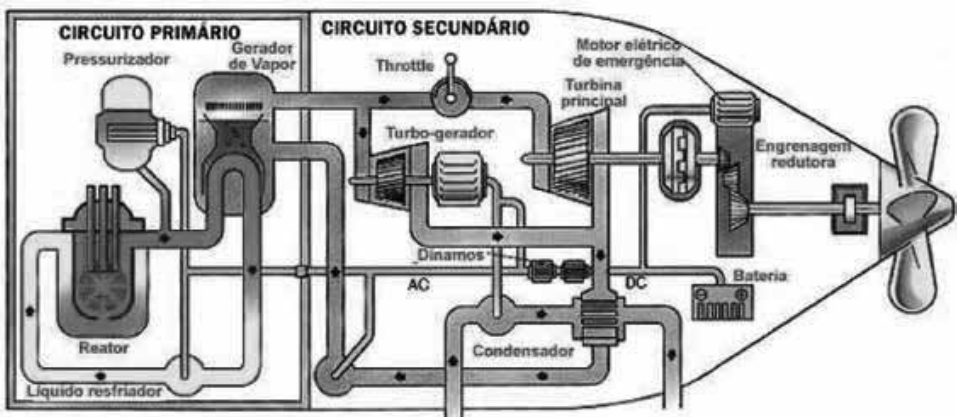 CIRCUITO PRIMÁRIO
Pressurizador
Gerador
de Vapor
Reator
Líquido resfriador
CIRCUITO SECUNDÁRIO
Throttle
Turbo-gerador
Turbina
principal
Motor elétrico
de emergência
Engrenagem
redutora
Dínamos
AC
DC
Bateria
Condensador